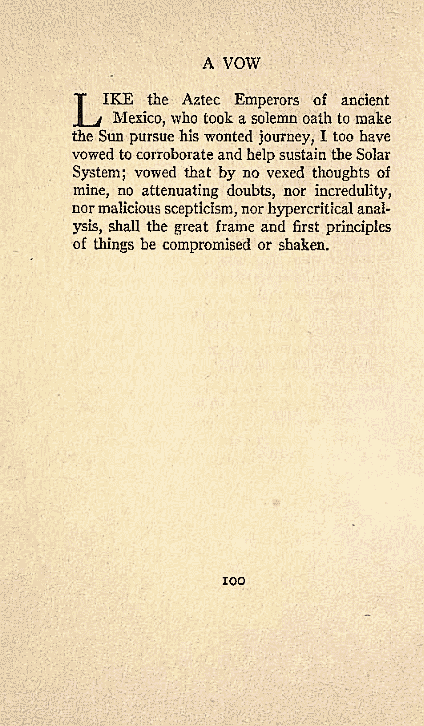 A VOW
LIKE the Aztec Emperors of ancient
Mexico, who took a solemn oath to make
the Sun pursue his wonted journey, I too have
vowed to corroborate and help sustain the Solar
System; vowed that by no vexed thoughts of
mine, no attenuating doubts, nor incredulity,
nor malicious scepticism, nor hypercritical anal-
ysis, shall the great frame and first principles
of things be compromised or shaken.
100